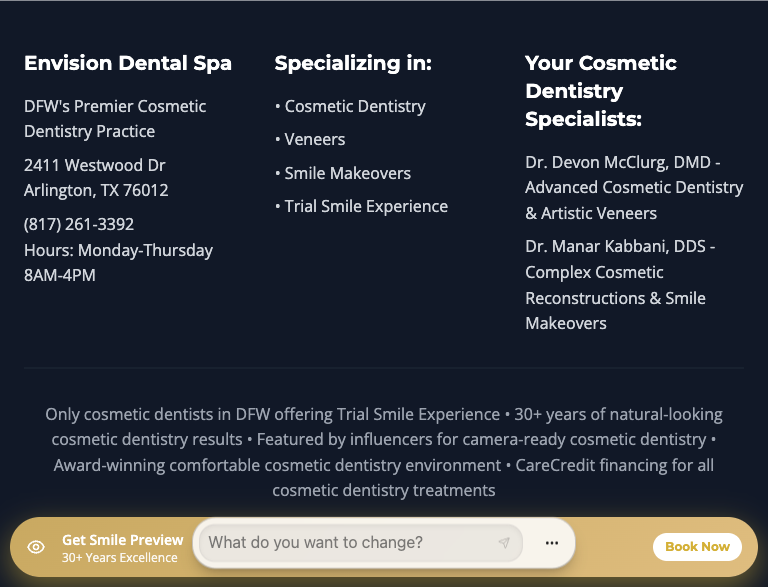 Envision Dental Spa
DFW's Premier Cosmetic
Dentistry Practice
2411 Westwood Dr
Arlington, TX 76012
(817) 261-3392
Hours: Monday-Thursday
8AM-4PM
Specializing in:
• Cosmetic Dentistry
• Veneers
• Smile Makeovers
• Trial Smile Experience
Your Cosmetic
Dentistry
Specialists:
Dr. Devon McClurg, DMD -
Advanced Cosmetic Dentistry
& Artistic Veneers
Dr. Manar Kabbani, DDS -
Complex Cosmetic
Reconstructions & Smile
Makeovers
Only cosmetic dentists in DFW offering Trial Smile Experience • 30+ years of natural-looking
cosmetic dentistry results • Featured by influencers for camera-ready cosmetic dentistry •
Award-winning comfortable cosmetic dentistry environment • CareCredit financing for all
cosmetic dentistry treatments
Get Smile Preview
30+ Years Excellence
What do you want to change?
Book Now